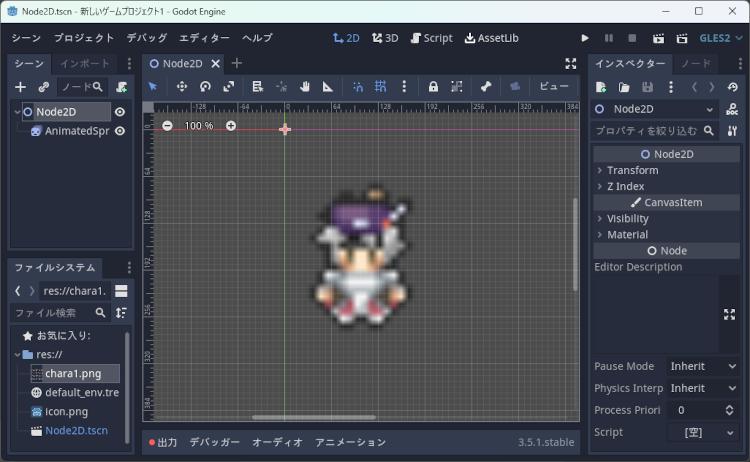 Node2D.tscn - 新しいゲームプロジェクト1 - Godot Engine
シーン プロジェクト デバッグ エディター ヘルプ 2D 3D Script AssetLib GLES2
シーン インポート
ノード
Node2D
AnimatedSpr
ファイルシステム
res://chara1.
ファイル検索
お気に入り:
res://
chara1.png
default_env.tre
icon.png
Node2D.tscn
Node2D
ビュー
-128 -64 0 64 128 192 256 320 384
0
64
128
192
256
320
384
100 %
出力 デバッガー オーディオ アニメーション 3.5.1.stable
インスペクター ノード
Node2D
DOC
プロパティを絞り込む
Node2D
Transform
Z Index
CanvasItem
Visibility
Material
Node
Editor Description
Pause Mode Inherit
Physics Interp Inherit
Process Priori 0
Script [空]